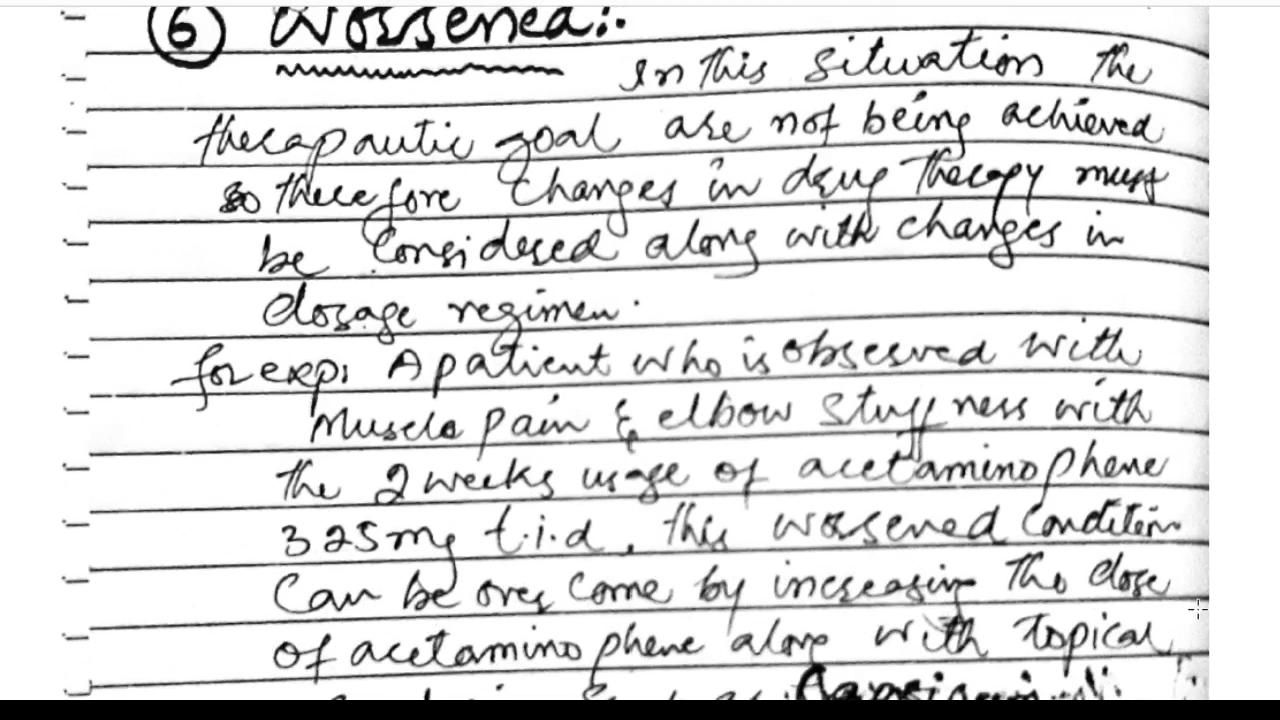 ⑥ Worssened:-
In this situation the
therapautic goal are not being achieved
so therefore changes in drug therapy must
be considered along with changes in
dosage regimen.
for exp: A patient who is observed with
Muscle pain & elbow stuffness with
the 2 weeks usage of acetaminophene
325mg t.i.d, this worssened condition
Can be over come by increasing the dose
of acetaminophene along with topical